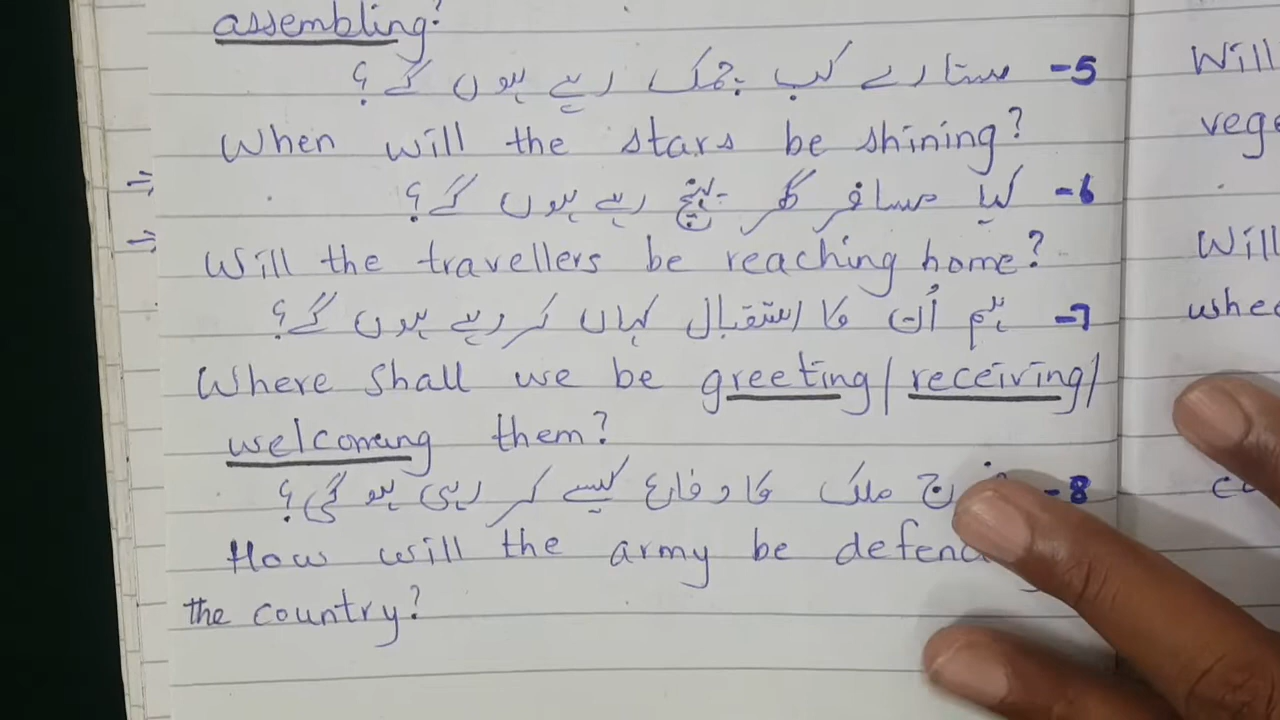 assembling?
5- ستارے کب چمک رہے ہوں گے؟
When will the stars be shining?
6- کیا مسافر گھر پہنچ رہے ہوں گے؟
Will the travellers be reaching home?
7- ہم اُن کا استقبال کہاں کر رہے ہوں گے؟
Where shall we be greeting/receiving/
welcoming them?
8- ملک کا دفاع کیسے کر رہی ہو گی؟
How will the army be
the country?
Will
Will